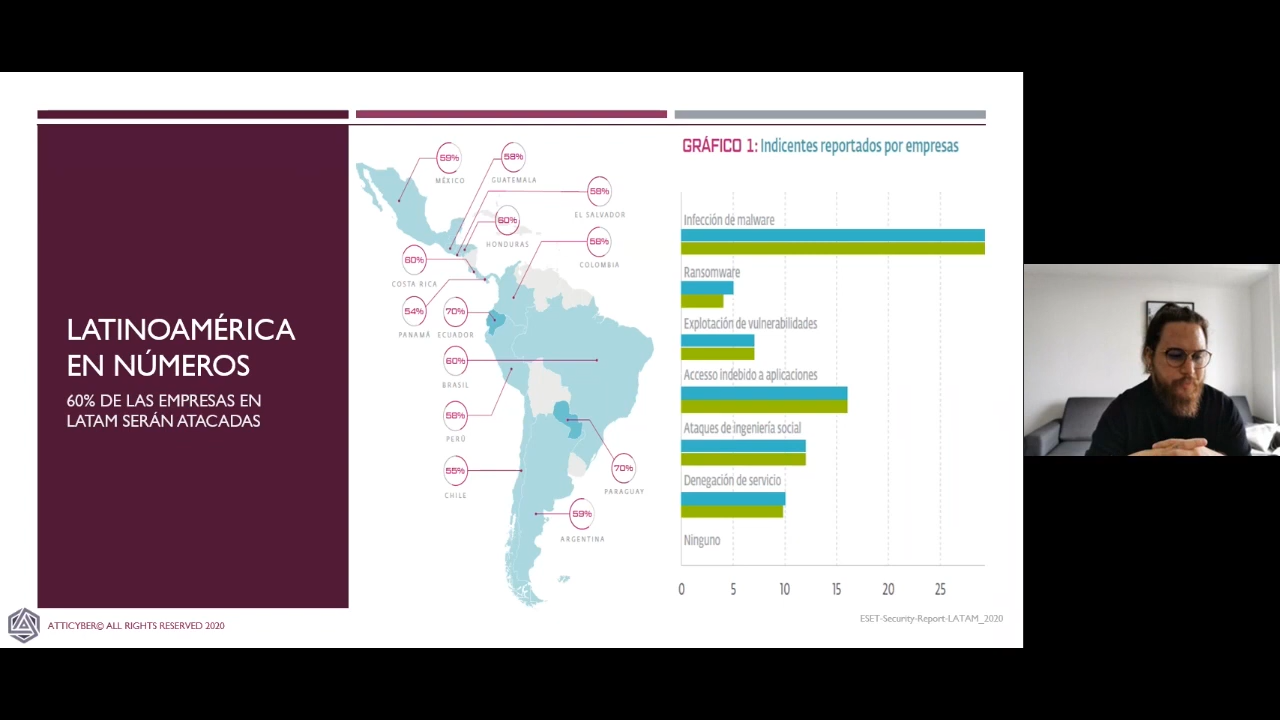 LATINOAMÉRICA
EN NÚMEROS
60% DE LAS EMPRESAS EN
LATAM SERÁN ATACADAS
59%
MÉXICO
59%
GUATEMALA
58%
EL SALVADOR
60%
HONDURAS
56%
COLOMBIA
60%
COSTA RICA
54%
PANAMÁ
70%
ECUADOR
60%
BRASIL
58%
PERÚ
55%
CHILE
70%
PARAGUAY
59%
ARGENTINA
GRÁFICO 1: Indicentes reportados por empresas
Infección de malware
Ransomware
Explotación de vulnerabilidades
Accesso indebido a aplicaciones
Ataques de ingeniería social
Denegación de servicio
Ninguno
0 5 10 15 20 25
ESET-Security-Report-LATAM_2020
ATTICYBER© ALL RIGHTS RESERVED 2020